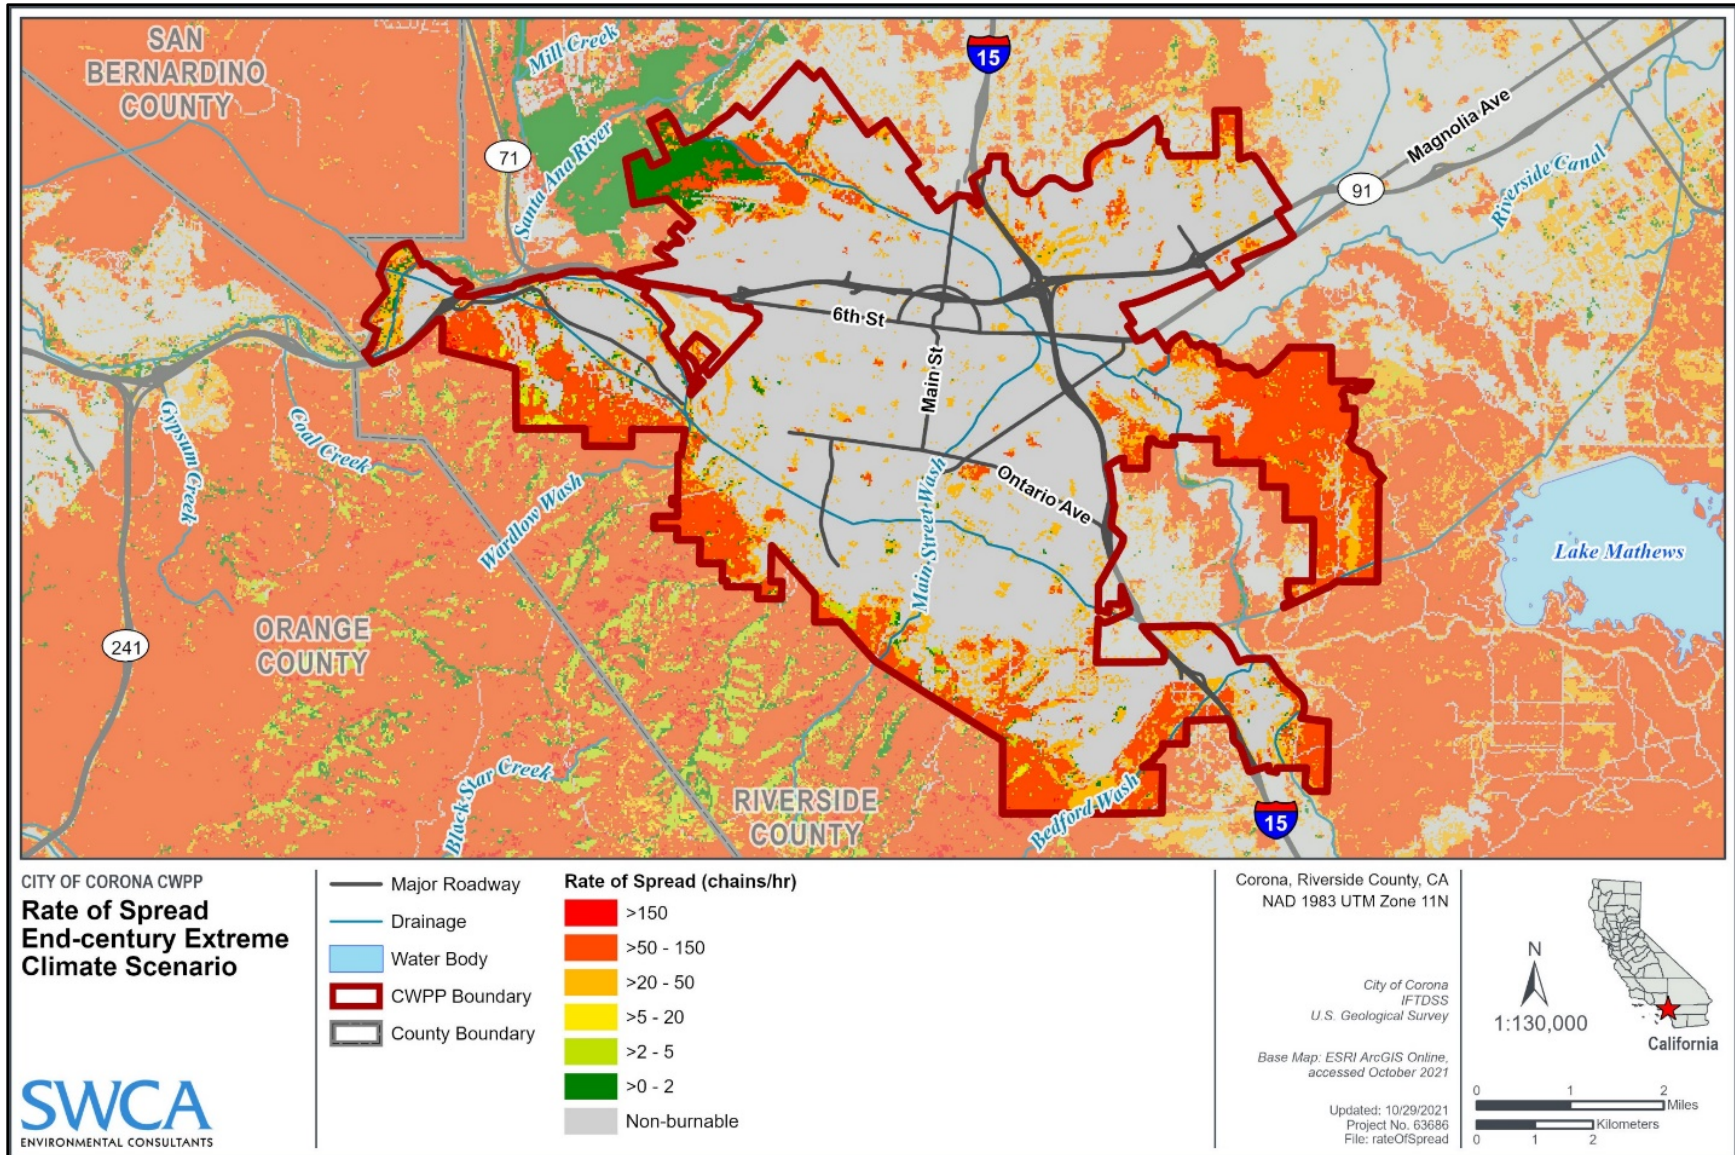 SAN
BERNARDINO
COUNTY
Mill Creek
15
71
Santa Ana River
Magnolia Ave
91
Riverside Canal
6th St
Main St
Gypsum Creek
Coal Creek
Wardlow Wash
Main Street Wash
Ontario Ave
Lake Mathews
241
ORANGE
COUNTY
Black Star Creek
RIVERSIDE
COUNTY
Bedford Wash
15
CITY OF CORONA CWPP
Rate of Spread
End-century Extreme
Climate Scenario
SWCA
ENVIRONMENTAL CONSULTANTS
Major Roadway
Drainage
Water Body
CWPP Boundary
County Boundary
Rate of Spread (chains/hr)
>150
>50 - 150
>20 - 50
>5 - 20
>2 - 5
>0 - 2
Non-burnable
Corona, Riverside County, CA
NAD 1983 UTM Zone 11N
City of Corona
IFTDSS
U.S. Geological Survey
Base Map: ESRI ArcGIS Online,
accessed October 2021
Updated: 10/29/2021
Project No. 63686
File: rateOfSpread
N
1:130,000
California
0 1 2
Miles
Kilometers
0 1 2